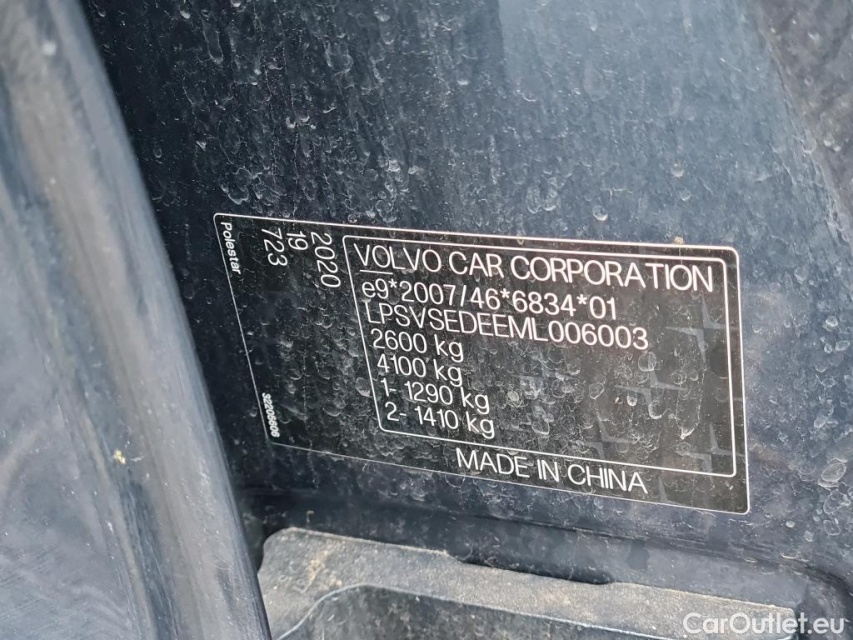 VOLVO CAR CORPORATION
e9*2007/46*6834*01
LPSVSEDEEML006003
2600 kg
4100 kg
1- 1290 kg
2- 1410 kg
MADE IN CHINA
2020
19
723
Polestar
32206606
CarOutlet.eu